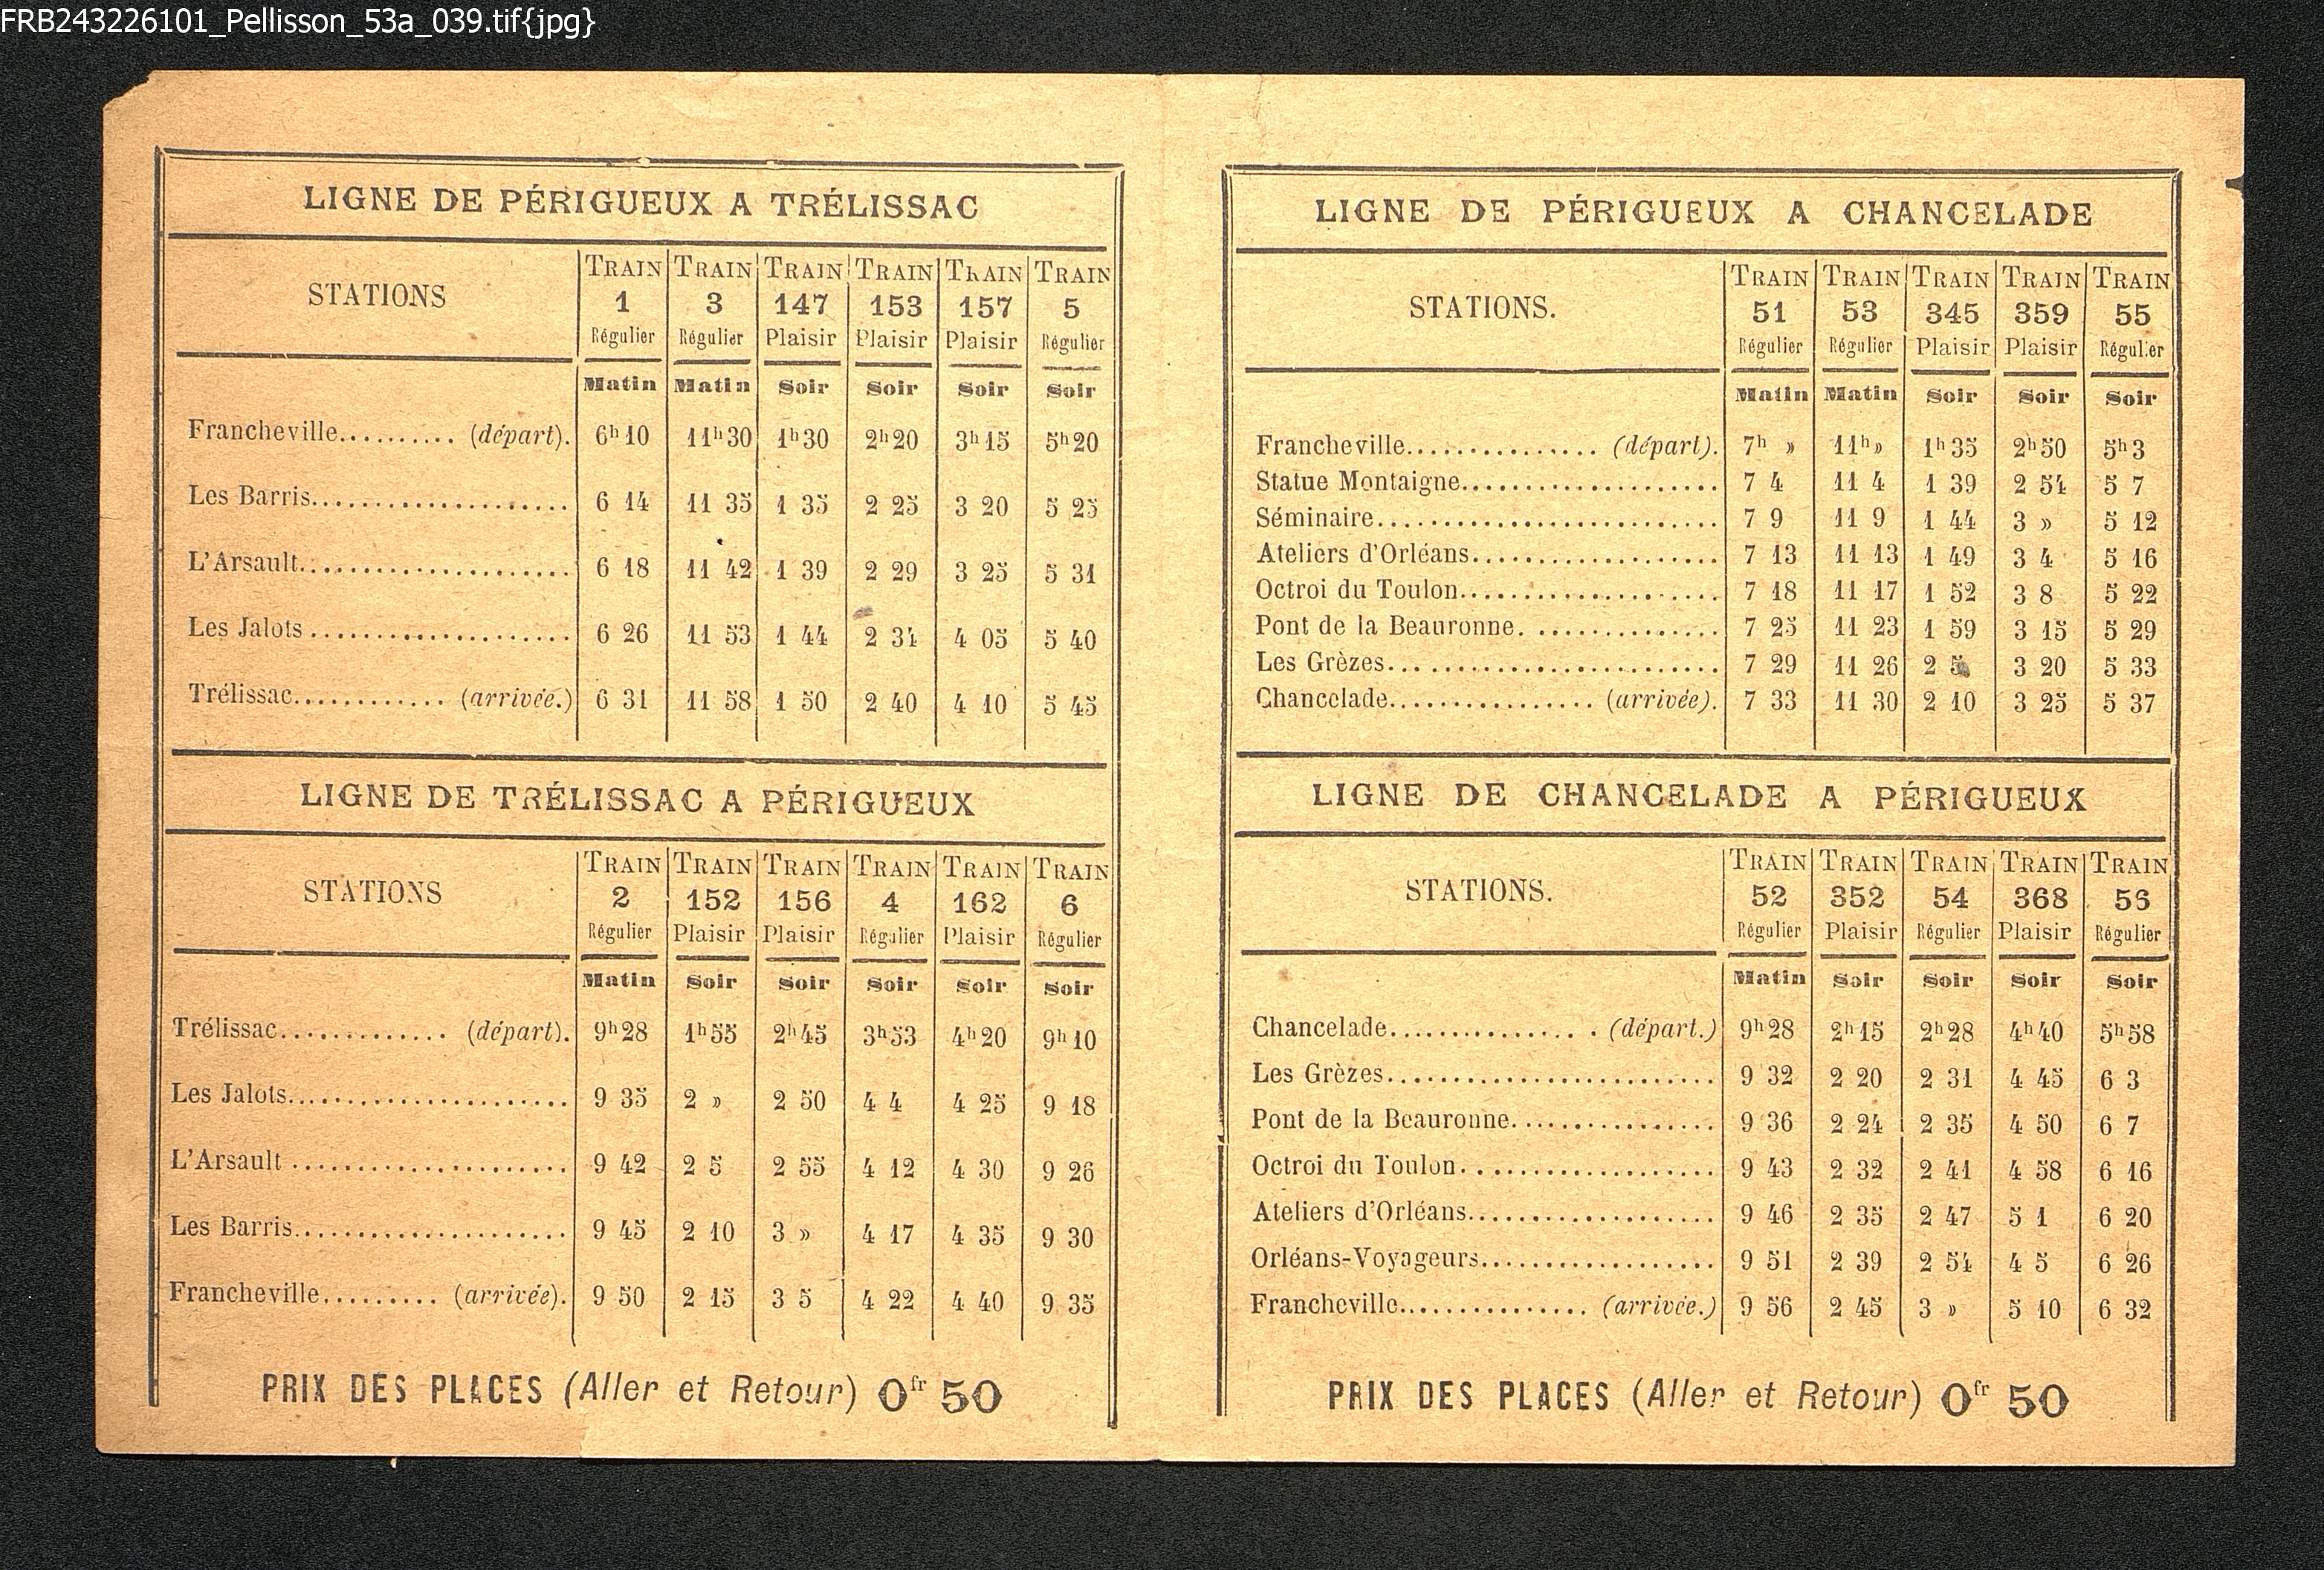 FRB243226101_Pellisson_53a_039.tif{jpg}
LIGNE DE PÉRIGUEUX A TRÉLISSAC
STATIONS
TRAIN TRAIN TRAIN TRAIN TRAIN TRAIN
1 3 147 153 157 5
Régulier Régulier Plaisir Plaisir Plaisir Régulier
Matin Matin Soir Soir Soir Soir
Francheville.......... (départ). 6h10 11h30 1h30 2h20 3h15 5h20
Les Barris.................... 6 14 11 35 1 35 2 25 3 20 5 25
L'Arsault..................... 6 18 11 42 1 39 2 29 3 25 5 31
Les Jalots.................... 6 26 11 53 1 44 2 34 4 05 5 40
Trélissac............ (arrivée.) 6 31 11 58 1 50 2 40 4 10 5 45
LIGNE DE TRÉLISSAC A PÉRIGUEUX
STATIONS
TRAIN TRAIN TRAIN TRAIN TRAIN TRAIN
2 152 156 4 162 6
Régulier Plaisir Plaisir Régulier Plaisir Régulier
Matin Soir Soir Soir Soir Soir
Trélissac............. (départ). 9h28 1h55 2h45 3h53 4h20 9h10
Les Jalots...................... 9 35 2 » 2 50 4 4 4 25 9 18
L'Arsault ...................... 9 42 2 5 2 55 4 12 4 30 9 26
Les Barris...................... 9 45 2 10 3 » 4 17 4 35 9 30
Francheville......... (arrivée). 9 50 2 15 3 5 4 22 4 40 9 35
PRIX DES PLACES (Aller et Retour) 0fr 50
LIGNE DE PÉRIGUEUX A CHANCELADE
STATIONS.
TRAIN TRAIN TRAIN TRAIN TRAIN
51 53 345 359 55
Régulier Régulier Plaisir Plaisir Régulier
Matin Matin Soir Soir Soir
Francheville............... (départ). 7h » 11h» 1h35 2h50 5h3
Statue Montaigne.................... 7 4 11 4 1 39 2 54 5 7
Séminaire........................... 7 9 11 9 1 44 3 » 5 12
Ateliers d'Orléans.................. 7 13 11 13 1 49 3 4 5 16
Octroi du Toulon.................... 7 18 11 17 1 52 3 8 5 22
Pont de la Beauronne. .............. 7 25 11 23 1 59 3 15 5 29
Les Grèzes.......................... 7 29 11 26 2 5 3 20 5 33
Chancelade................ (arrivée). 7 33 11 30 2 10 3 25 5 37
LIGNE DE CHANCELADE A PÉRIGUEUX
STATIONS.
TRAIN TRAIN TRAIN TRAIN TRAIN
52 352 54 368 56
Régulier Plaisir Régulier Plaisir Régulier
Matin Soir Soir Soir Soir
Chancelade................ (départ.) 9h28 2h15 2h28 4h40 5h58
Les Grèzes.......................... 9 32 2 20 2 31 4 45 6 3
Pont de la Beauronne................ 9 36 2 24 2 35 4 50 6 7
Octroi du Toulon.................... 9 43 2 32 2 41 4 58 6 16
Ateliers d'Orléans.................. 9 46 2 35 2 47 5 1 6 20
Orléans-Voyageurs................... 9 51 2 39 2 54 4 5 6 26
Francheville............... (arrivée.) 9 56 2 45 3 » 5 10 6 32
PRIX DES PLACES (Aller et Retour) 0fr 50